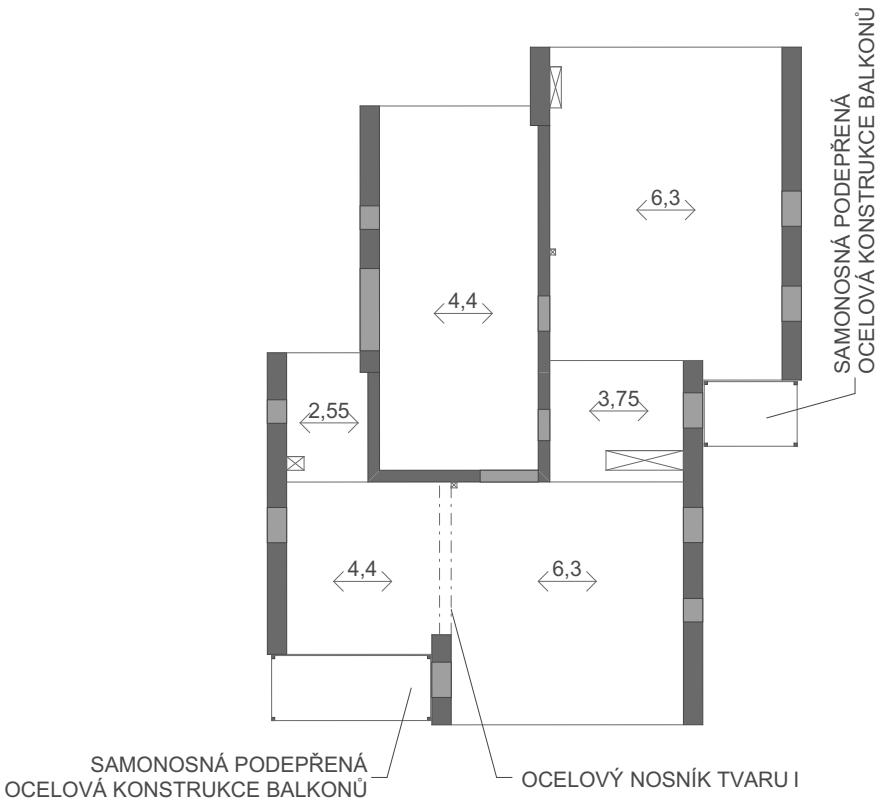 SAMONOSNÁ PODEPŘENÁ
OCELOVÁ KONSTRUKCE BALKONŮ
6,3
4,4
2,55
3,75
4,4
6,3
SAMONOSNÁ PODEPŘENÁ
OCELOVÁ KONSTRUKCE BALKONŮ
OCELOVÝ NOSNÍK TVARU I